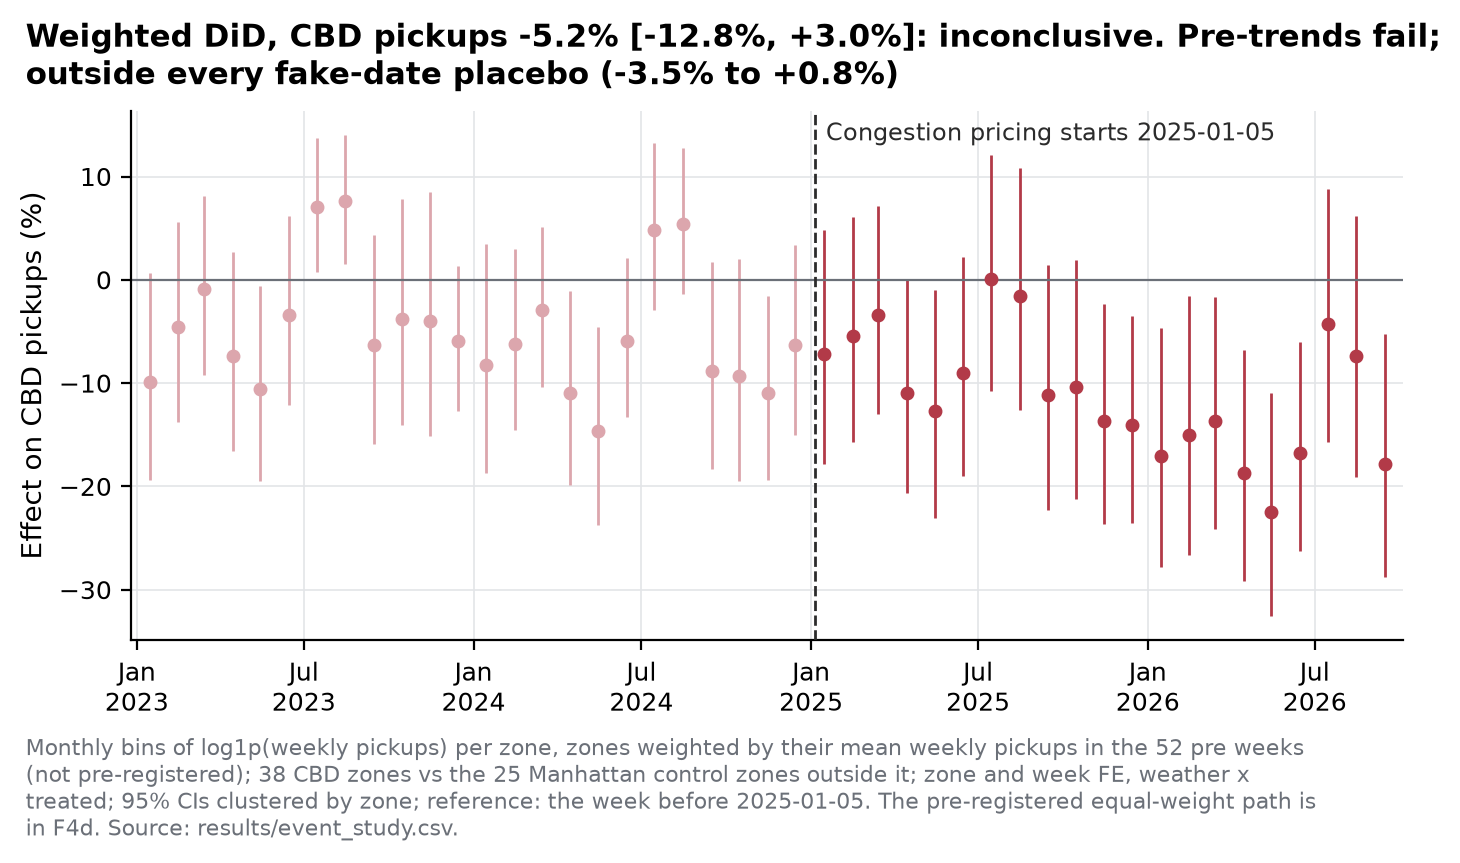 Weighted DiD, CBD pickups -5.2% [-12.8%, +3.0%]: inconclusive. Pre-trends fail;
outside every fake-date placebo (-3.5% to +0.8%)
Congestion pricing starts 2025-01-05
Effect on CBD pickups (%)
10
0
−10
−20
−30
Jan
2023
Jul
2023
Jan
2024
Jul
2024
Jan
2025
Jul
2025
Jan
2026
Jul
2026
Monthly bins of log1p(weekly pickups) per zone, zones weighted by their mean weekly pickups in the 52 pre weeks
(not pre-registered); 38 CBD zones vs the 25 Manhattan control zones outside it; zone and week FE, weather x
treated; 95% CIs clustered by zone; reference: the week before 2025-01-05. The pre-registered equal-weight path is
in F4d. Source: results/event_study.csv.